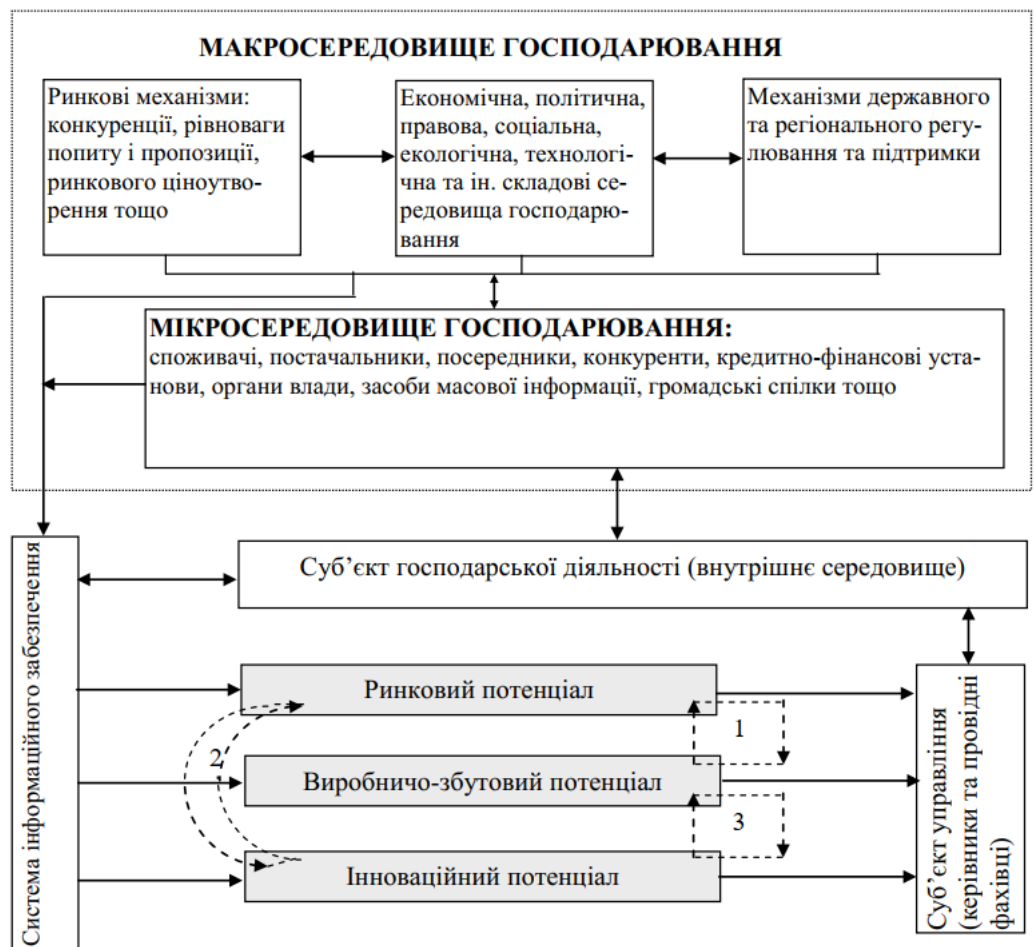 МАКРОСЕРЕДОВИЩЕ ГОСПОДАРЮВАННЯ
Ринкові механізми:
конкуренції, рівноваги
попиту і пропозиції,
ринкового ціноутво-
рення тощо
Економічна, політична,
правова, соціальна,
екологічна, технологі-
чна та ін. складові се-
редовища господарю-
вання
Механізми державного
та регіонального регу-
лювання та підтримки
МІКРОСЕРЕДОВИЩЕ ГОСПОДАРЮВАННЯ:
споживачі, постачальники, посередники, конкуренти, кредитно-фінансові уста-
нови, органи влади, засоби масової інформації, громадські спілки тощо
Система інформаційного забезпечення
Суб’єкт господарської діяльності (внутрішнє середовище)
Ринковий потенціал
1
2
Виробничо-збутовий потенціал
3
Інноваційний потенціал
Суб’єкт управління
(керівники та провідні
фахівці)